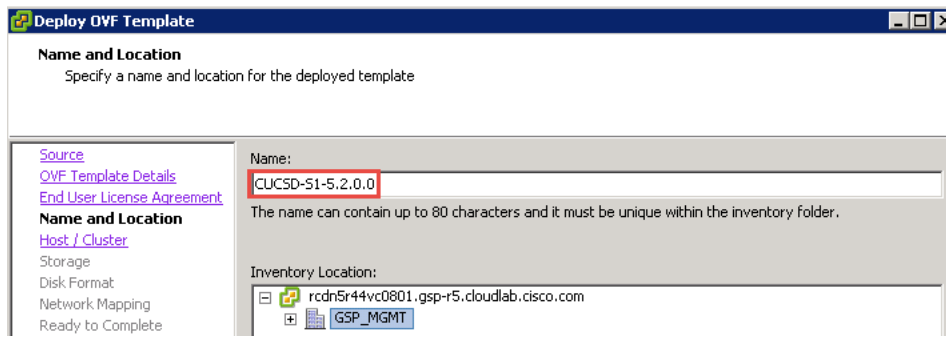 Deploy OVF Template
Name and Location
Specify a name and location for the deployed template
Source
OVF Template Details
End User License Agreement
Name and Location
Host / Cluster
Storage
Disk Format
Network Mapping
Ready to Complete
Name:
CUCSD-S1-5.2.0.0
The name can contain up to 80 characters and it must be unique within the inventory folder.
Inventory Location:
rcdn5r44vc0801.gsp-r5.cloudlab.cisco.com
GSP_MGMT